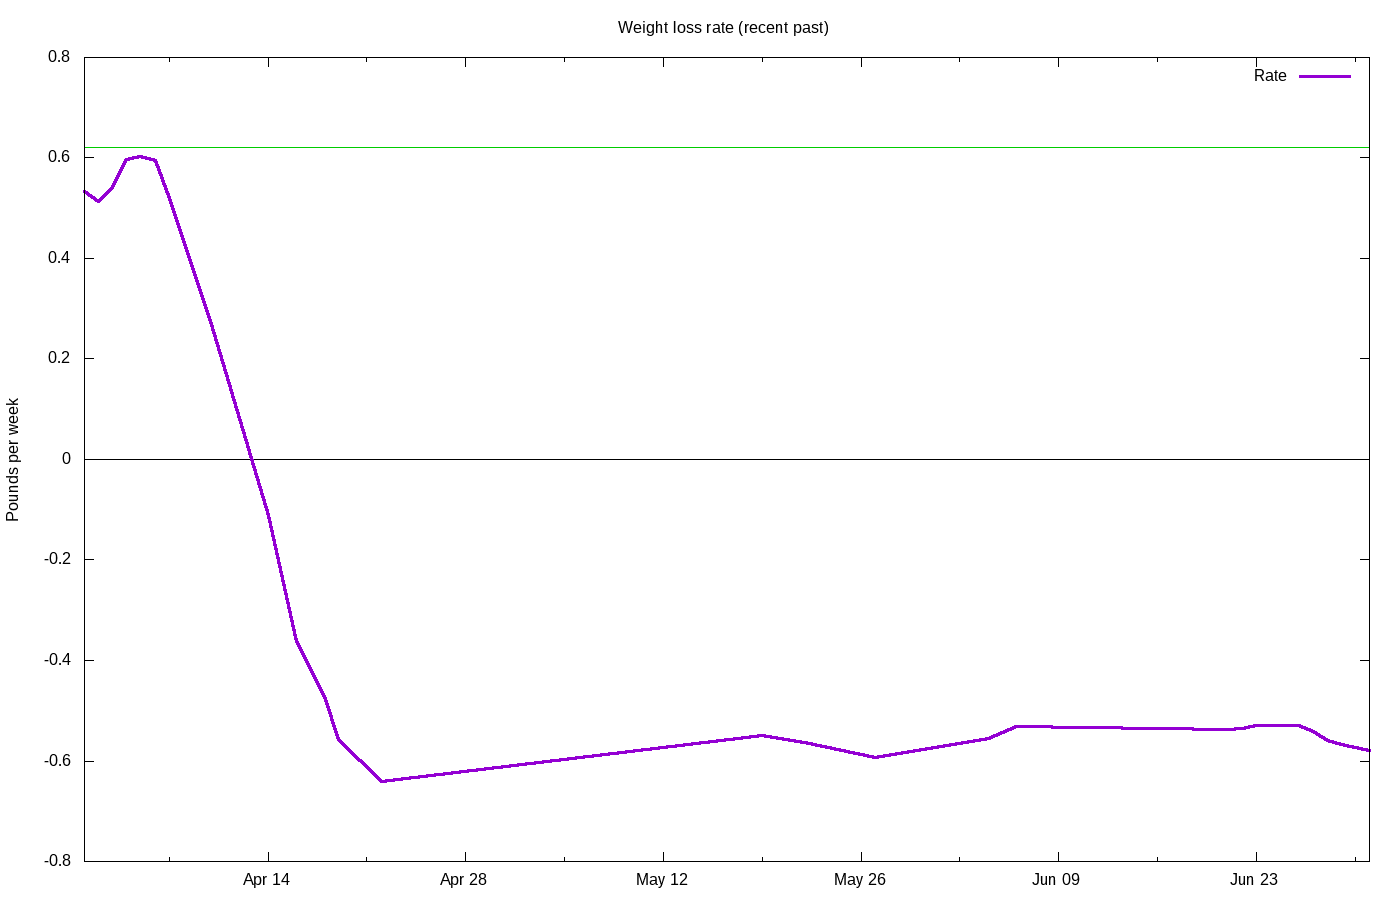 Weight loss rate (recent past)
Rate
0.8
0.6
0.4
0.2
0
-0.2
-0.4
-0.6
-0.8
Pounds per week
Apr 14
Apr 28
May 12
May 26
Jun 09
Jun 23